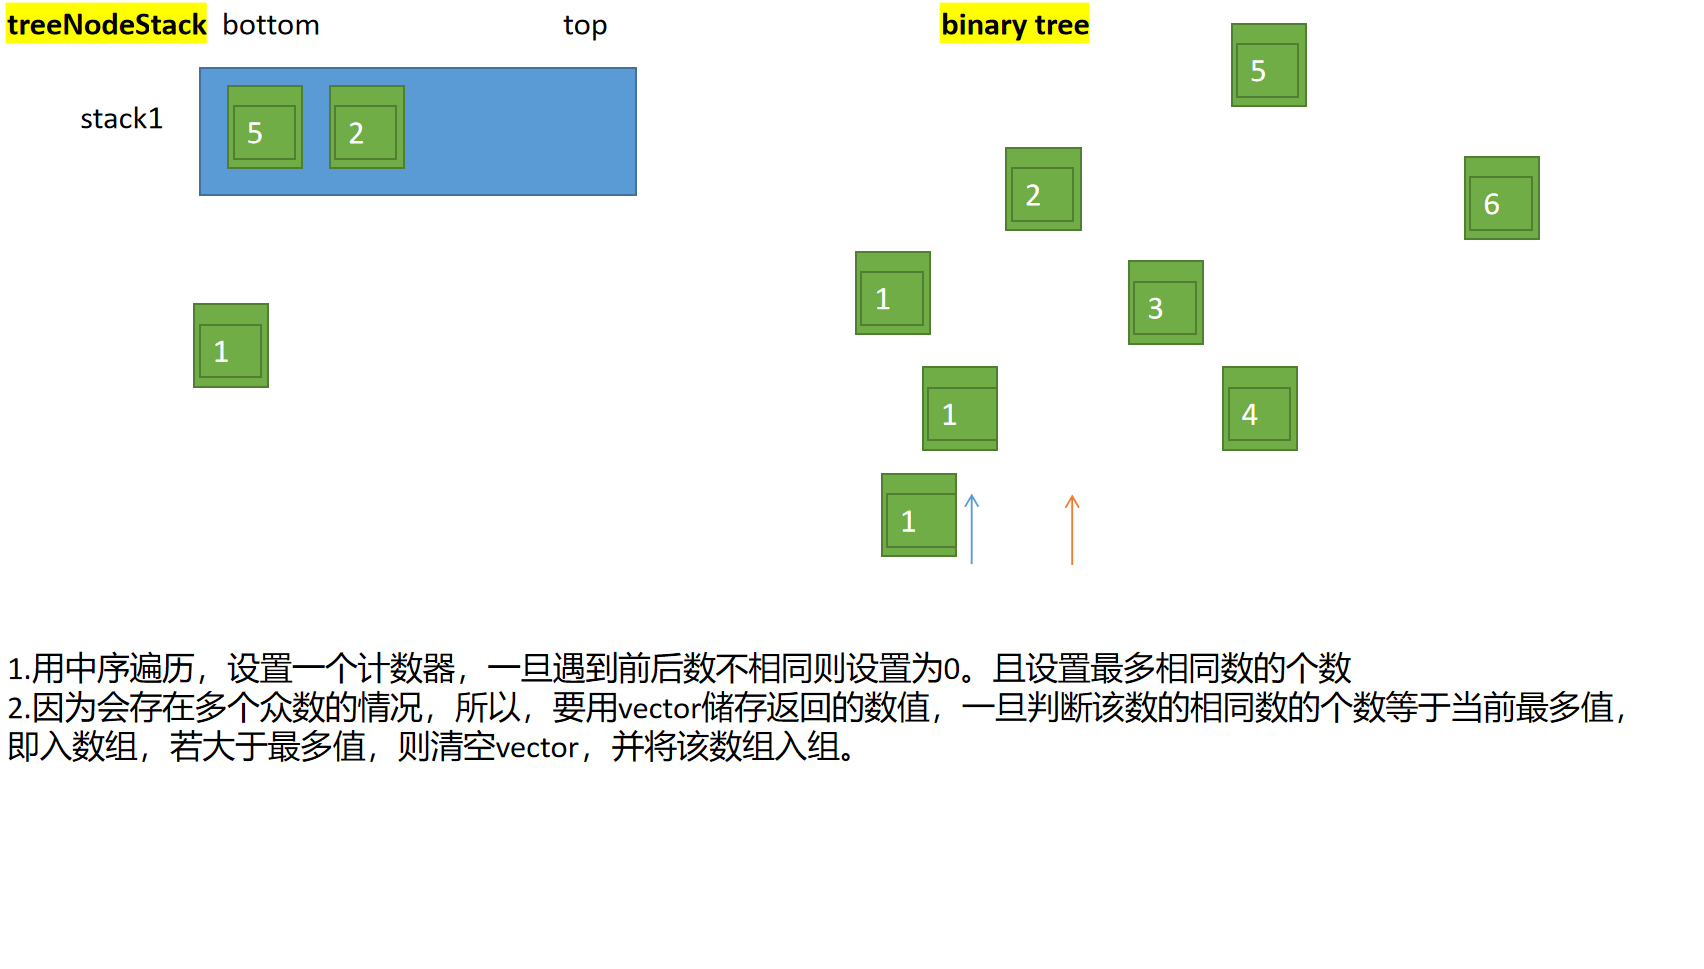 treeNodeStack bottom top binary tree
5
stack1 5 2
2 6
1 3
1
1 4
1
1.用中序遍历，设置一个计数器，一旦遇到前后数不相同则设置为0。且设置最多相同数的个数
2.因为会存在多个众数的情况，所以，要用vector储存返回的数值，一旦判断该数的相同数的个数等于当前最多值，
即入数组，若大于最多值，则清空vector，并将该数组入组。